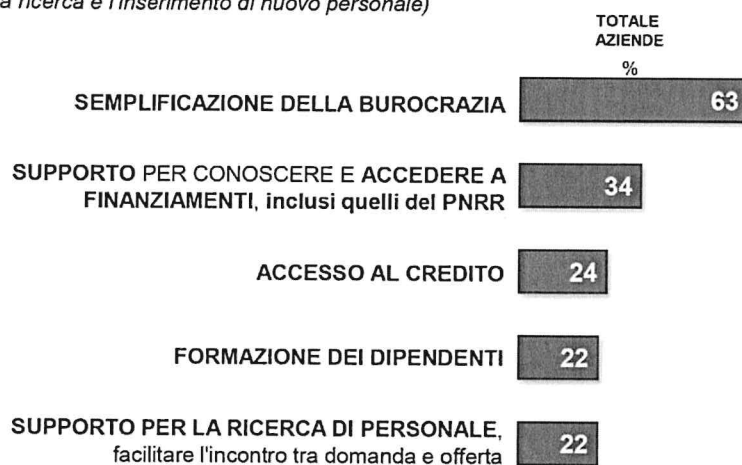 a ricerca e l'inserimento di nuovo personale)
TOTALE
AZIENDE
%
SEMPLIFICAZIONE DELLA BUROCRAZIA 63
SUPPORTO PER CONOSCERE E ACCEDERE A
FINANZIAMENTI, inclusi quelli del PNRR 34
ACCESSO AL CREDITO 24
FORMAZIONE DEI DIPENDENTI 22
SUPPORTO PER LA RICERCA DI PERSONALE,
facilitare l'incontro tra domanda e offerta 22